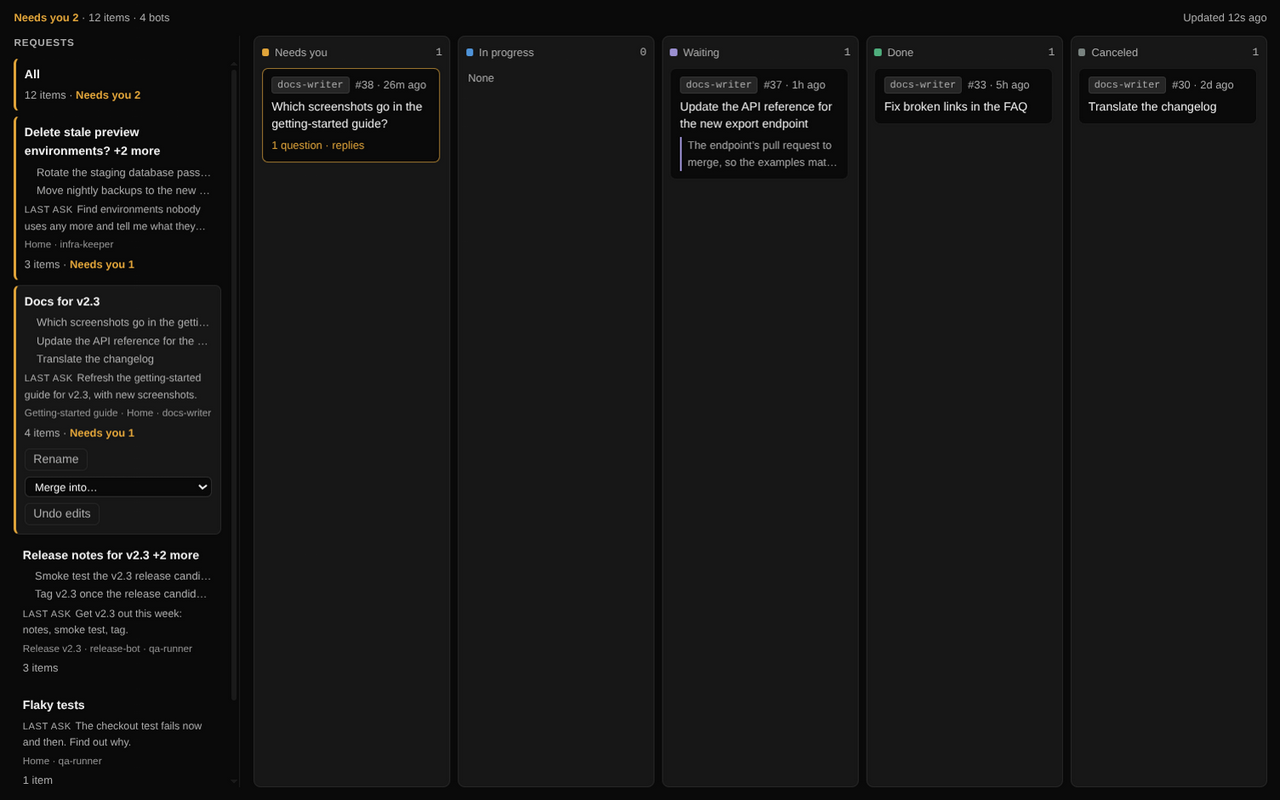 Needs you 2 · 12 items · 4 bots
Updated 12s ago
REQUESTS
All
12 items · Needs you 2
Delete stale preview
environments? +2 more
Rotate the staging database pass…
Move nightly backups to the new …
LAST ASK Find environments nobody
uses any more and tell me what they…
Home · infra-keeper
3 items · Needs you 1
Docs for v2.3
Which screenshots go in the getti…
Update the API reference for the …
Translate the changelog
LAST ASK Refresh the getting-started
guide for v2.3, with new screenshots.
Getting-started guide · Home · docs-writer
4 items · Needs you 1
Rename
Merge into…
Undo edits
Release notes for v2.3 +2 more
Smoke test the v2.3 release candi…
Tag v2.3 once the release candid…
LAST ASK Get v2.3 out this week:
notes, smoke test, tag.
Release v2.3 · release-bot · qa-runner
3 items
Flaky tests
LAST ASK The checkout test fails now
and then. Find out why.
Home · qa-runner
1 item
Needs you 1
docs-writer #38 · 26m ago
Which screenshots go in the
getting-started guide?
1 question · replies
In progress 0
None
Waiting 1
docs-writer #37 · 1h ago
Update the API reference for
the new export endpoint
The endpoint's pull request to
merge, so the examples mat…
Done 1
docs-writer #33 · 5h ago
Fix broken links in the FAQ
Canceled 1
docs-writer #30 · 2d ago
Translate the changelog